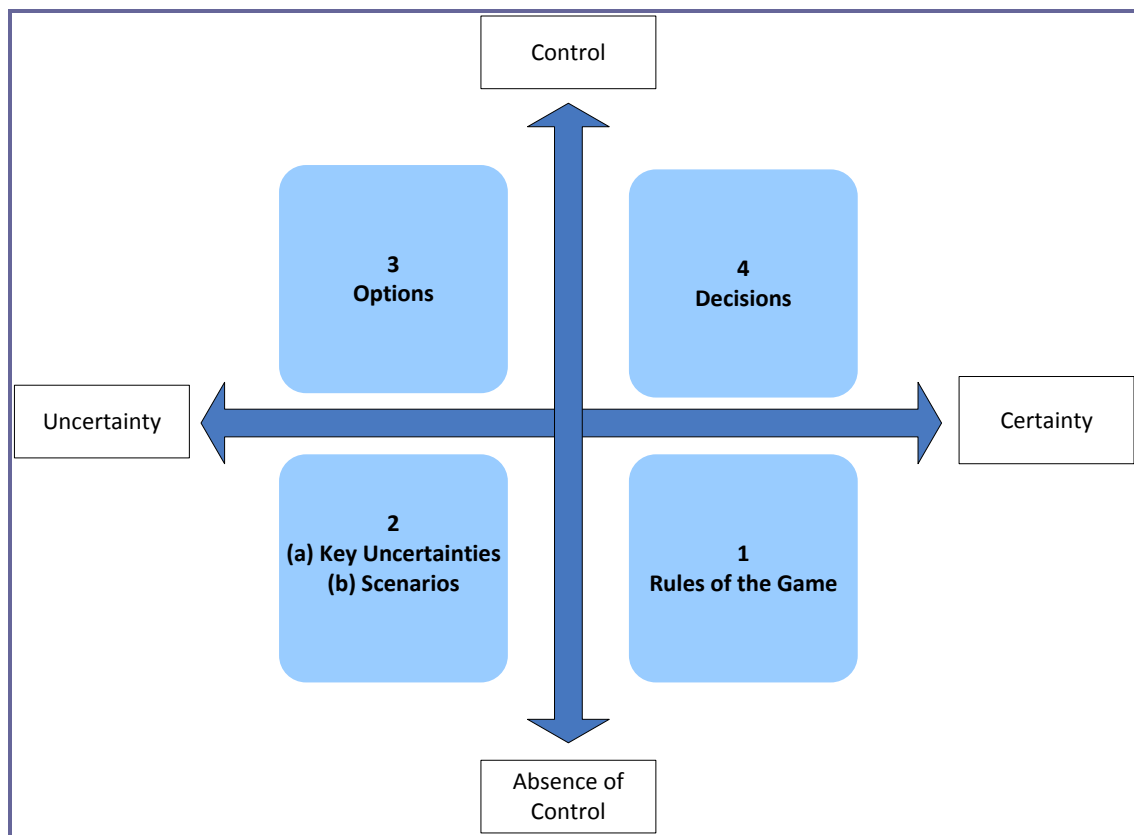 Control
3
Options
4
Decisions
Uncertainty
Certainty
2
(a) Key Uncertainties
(b) Scenarios
1
Rules of the Game
Absence of
Control